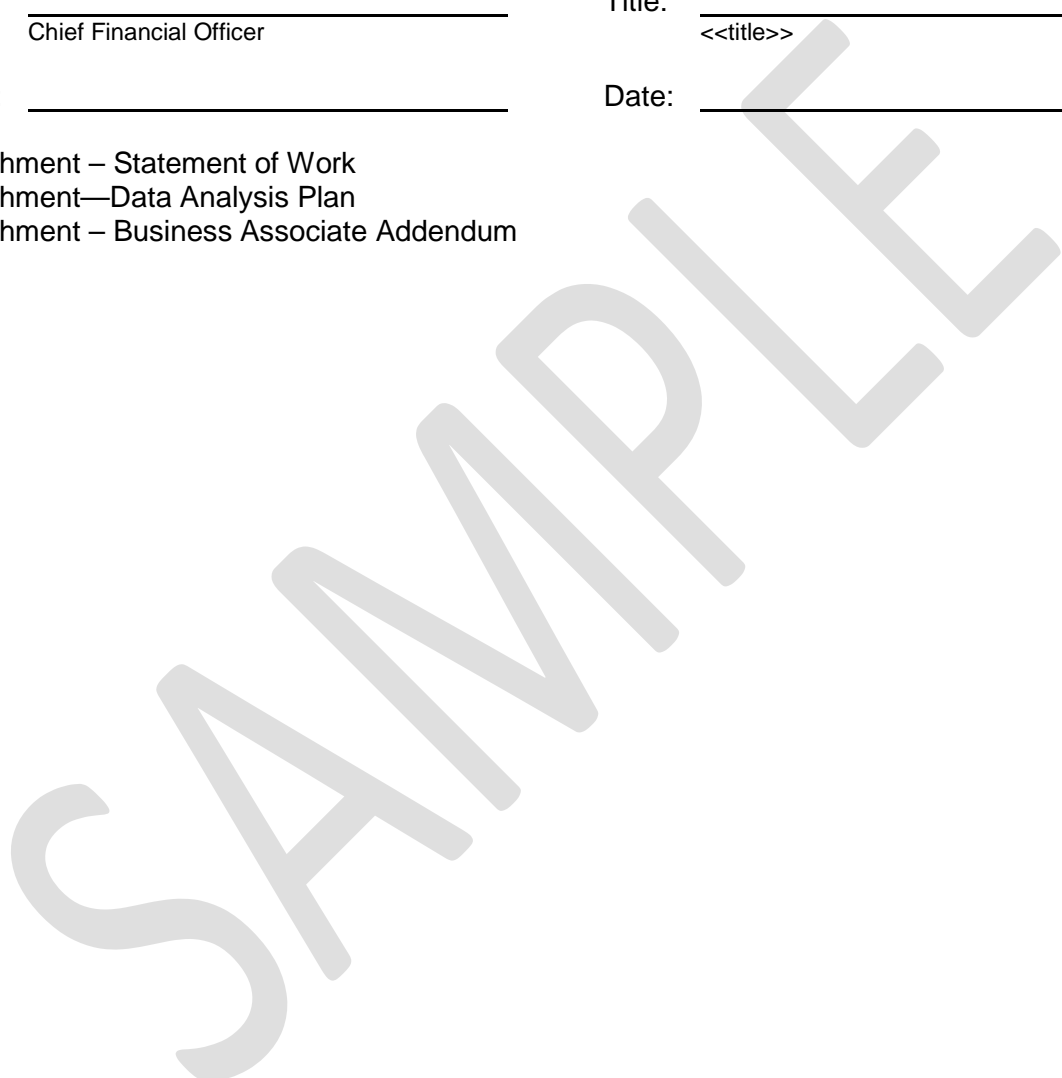 Title:
Chief Financial Officer <<title>>
Date:
hment – Statement of Work
hment—Data Analysis Plan
hment – Business Associate Addendum
SAMPLE